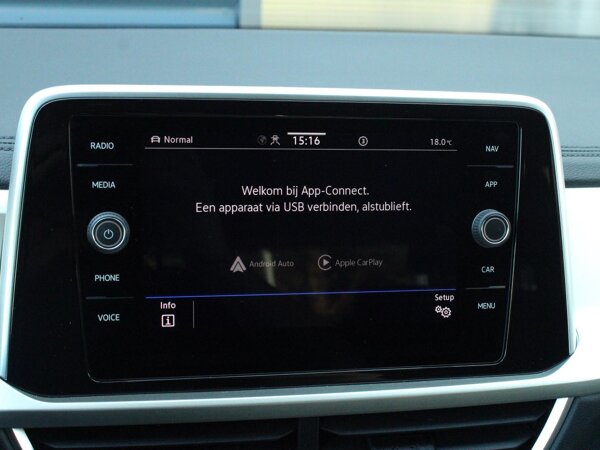 RADIO
MEDIA
PHONE
VOICE
Normal
15:16
18.0°C
Welkom bij App-Connect.
Een apparaat via USB verbinden, alstublieft.
Android Auto
Apple CarPlay
Info
Setup
NAV
APP
CAR
MENU